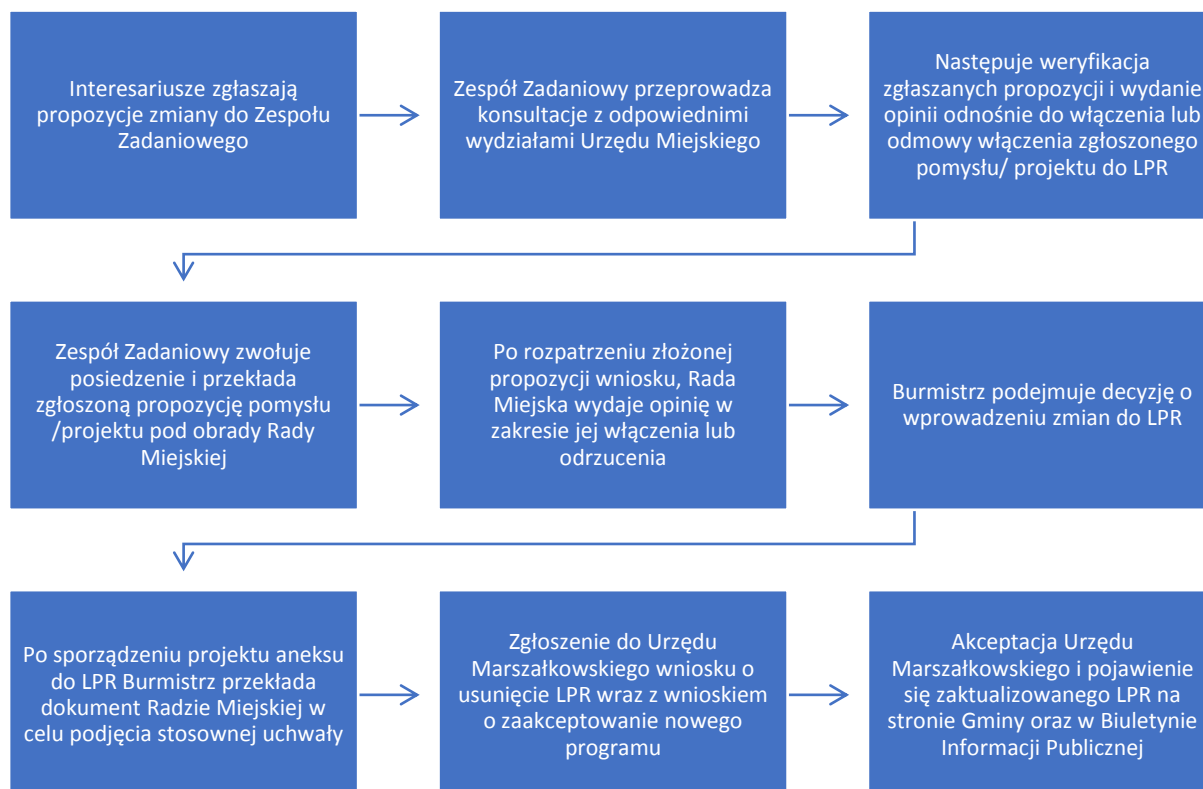 Interesariusze zgłaszają
propozycje zmiany do Zespołu
Zadaniowego
Zespół Zadaniowy przeprowadza
konsultacje z odpowiednimi
wydziałami Urzędu Miejskiego
Następuje weryfikacja
zgłaszanych propozycji i wydanie
opinii odnośnie do włączenia lub
odmowy włączenia zgłoszonego
pomysłu/ projektu do LPR
Zespół Zadaniowy zwołuje
posiedzenie i przekłada
zgłoszoną propozycję pomysłu
/projektu pod obrady Rady
Miejskiej
Po rozpatrzeniu złożonej
propozycji wniosku, Rada
Miejska wydaje opinię w
zakresie jej włączenia lub
odrzucenia
Burmistrz podejmuje decyzję o
wprowadzeniu zmian do LPR
Po sporządzeniu projektu aneksu
do LPR Burmistrz przekłada
dokument Radzie Miejskiej w
celu podjęcia stosownej uchwały
Zgłoszenie do Urzędu
Marszałkowskiego wniosku o
usunięcie LPR wraz z wnioskiem
o zaakceptowanie nowego
programu
Akceptacja Urzędu
Marszałkowskiego i pojawienie
się zaktualizowanego LPR na
stronie Gminy oraz w Biuletynie
Informacji Publicznej